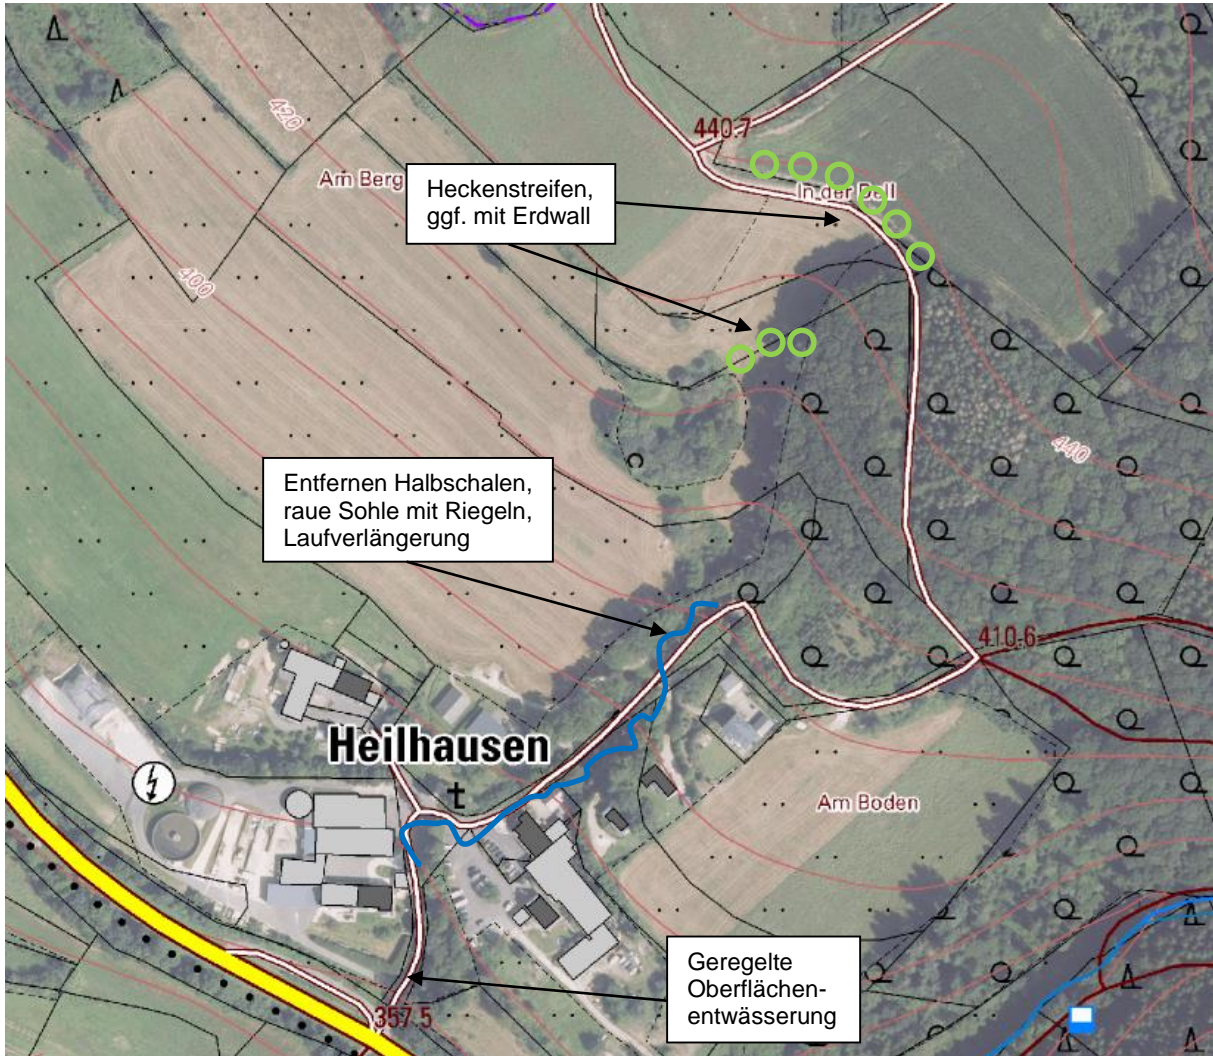 420
440.7
Am Berg
Heckenstreifen,
ggf. mit Erdwall
In der Dell
400
440
Entfernen Halbschalen,
raue Sohle mit Riegeln,
Laufverlängerung
410.6
Heilhausen
Am Boden
Geregelte
Oberflächen-
entwässerung
357.5